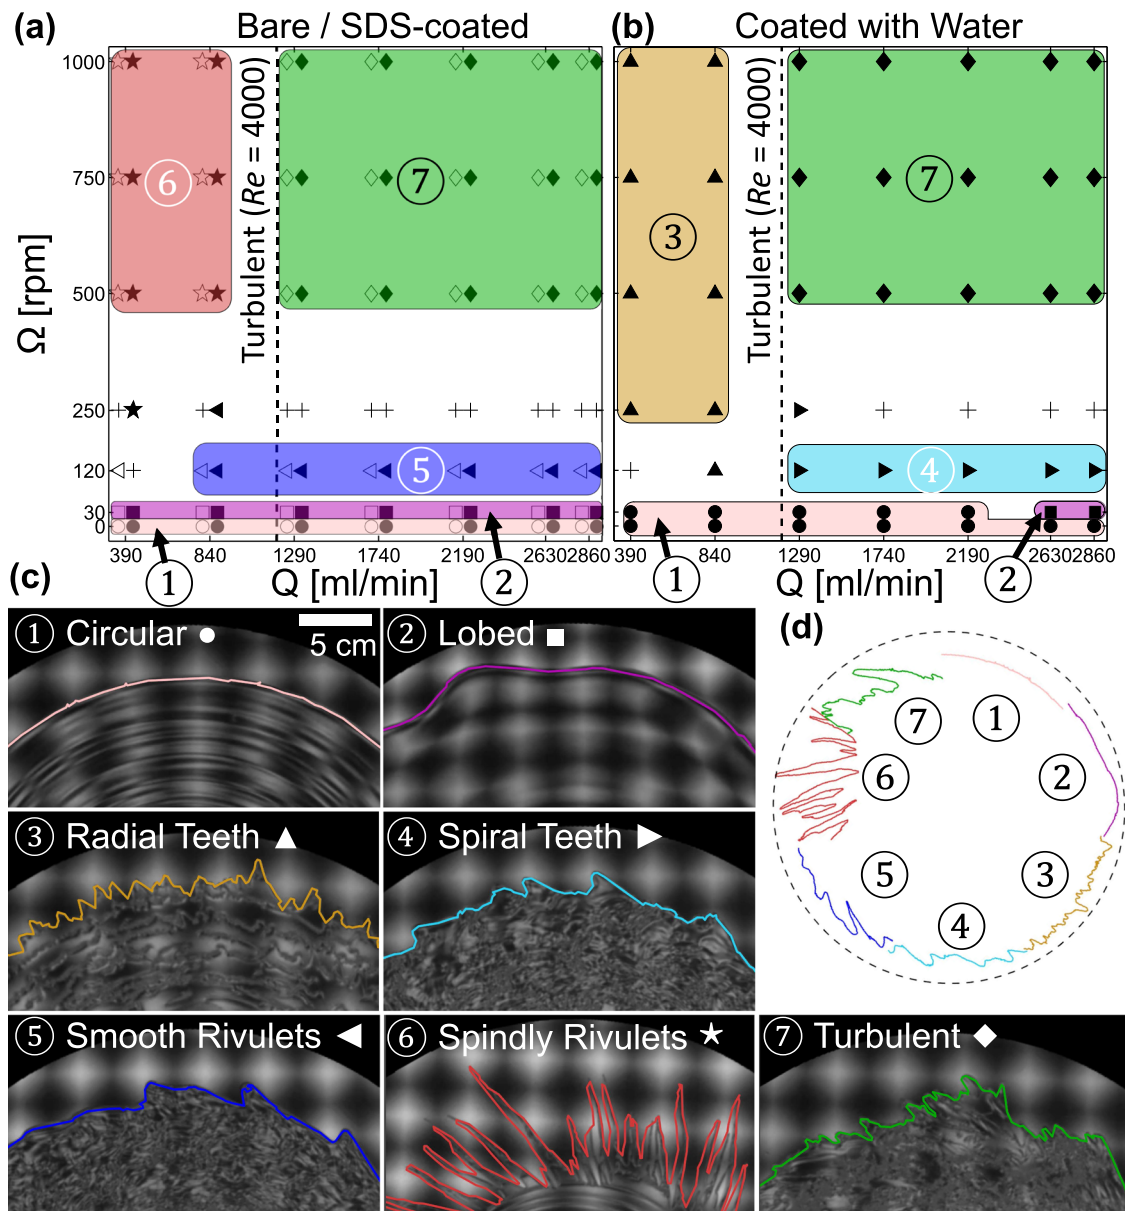 (a) Bare / SDS-coated
(b) Coated with Water
Ω [rpm]
1000
750
500
250
120
30
0
Turbulent (Re = 4000)
6
7
5
390 840 1290 1740 2190 2630 2860
1
Q [ml/min]
2
Turbulent (Re = 4000)
3
7
4
390 840 1290 1740 2190 2630 2860
1
Q [ml/min]
2
(c)
1 Circular
5 cm
2 Lobed
3 Radial Teeth
4 Spiral Teeth
5 Smooth Rivulets
6 Spindly Rivulets
7 Turbulent
(d)
7
1
6
2
5
3
4